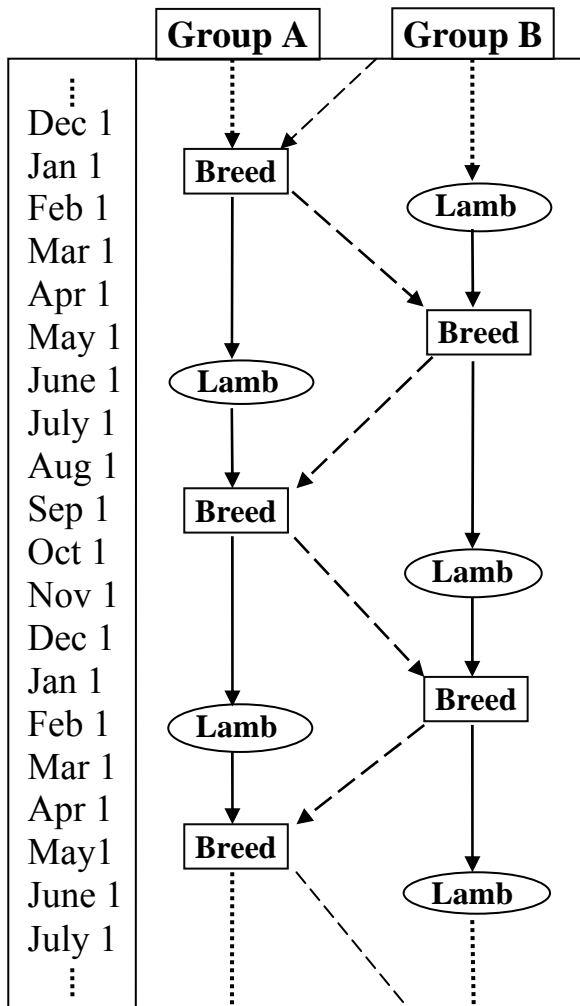 Group A Group B
Dec 1
Jan 1 Breed
Feb 1 Lamb
Mar 1
Apr 1
May 1 Breed
June 1 Lamb
July 1
Aug 1
Sep 1 Breed
Oct 1
Nov 1 Lamb
Dec 1
Jan 1
Feb 1 Lamb Breed
Mar 1
Apr 1
May1 Breed
June 1 Lamb
July 1